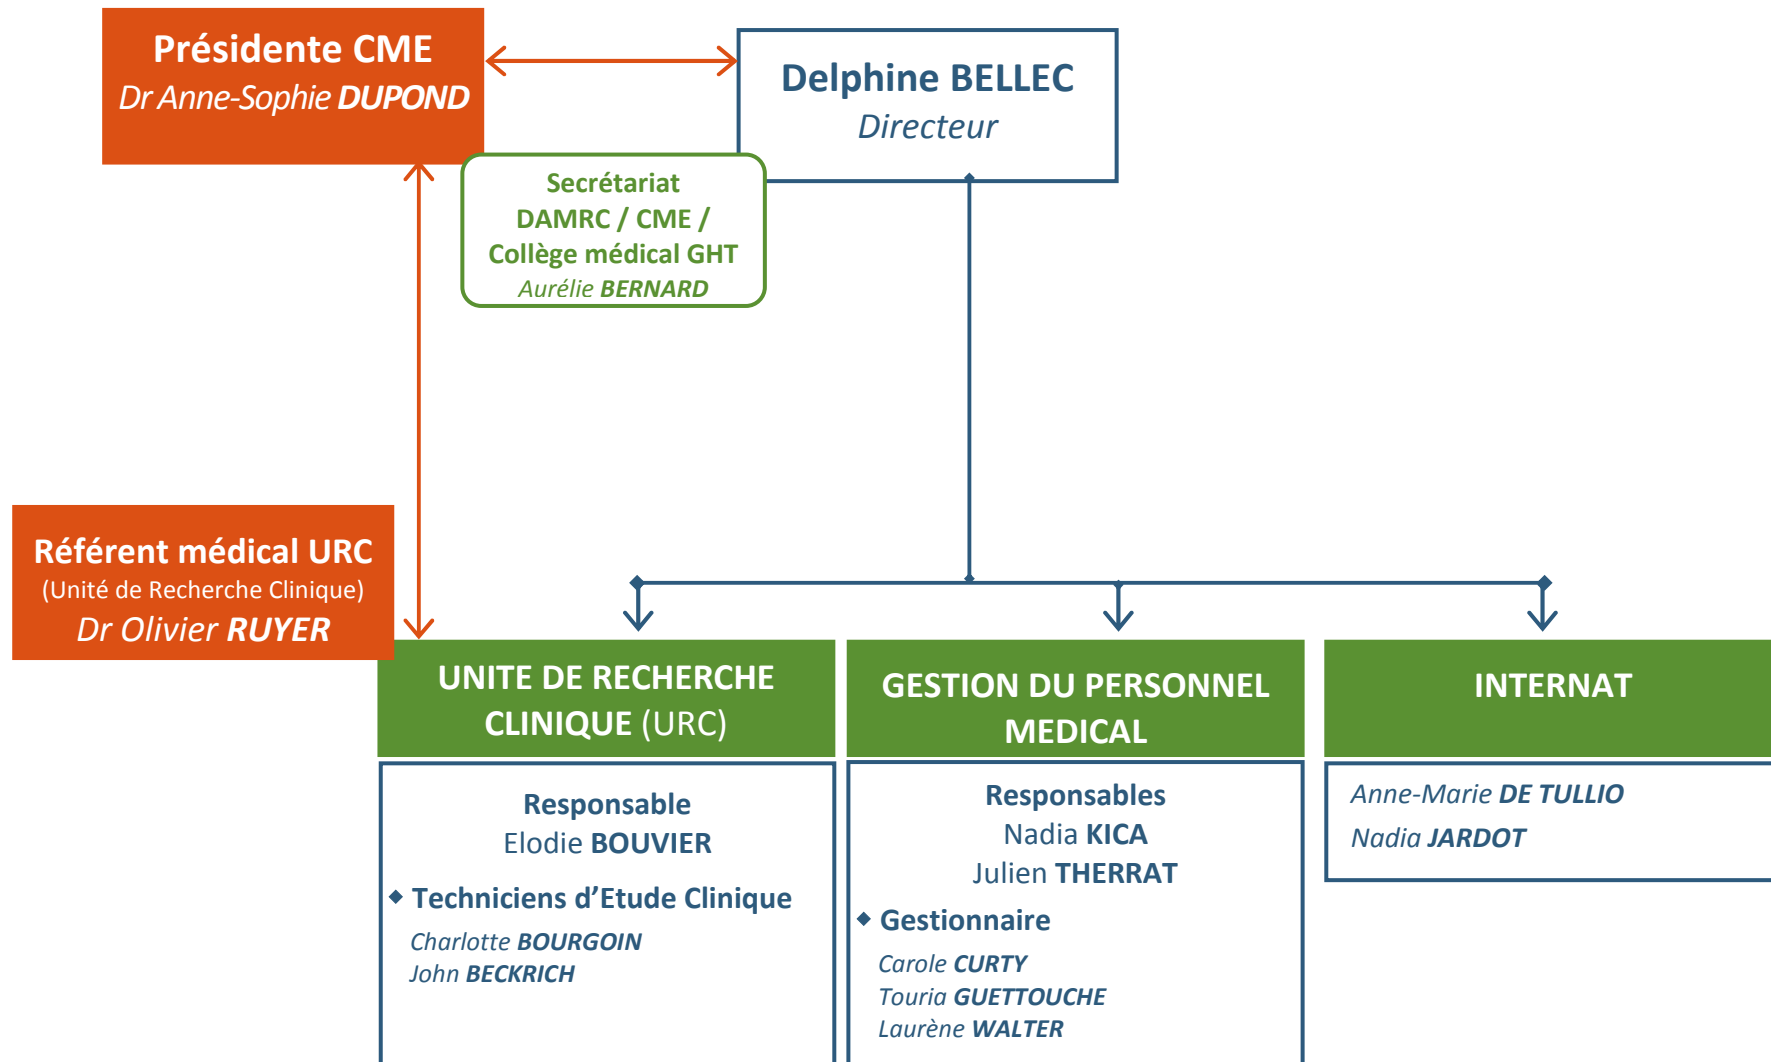 Présidente CME
Dr Anne-Sophie DUPOND
Delphine BELLEC
Directeur
Secrétariat
DAMRC / CME /
Collège médical GHT
Aurélie BERNARD
Référent médical URC
(Unité de Recherche Clinique)
Dr Olivier RUYER
UNITE DE RECHERCHE
CLINIQUE (URC)
Responsable
Elodie BOUVIER
Techniciens d’Etude Clinique
Charlotte BOURGOIN
John BECKRICH
GESTION DU PERSONNEL
MEDICAL
Responsables
Nadia KICA
Julien THERRAT
Gestionnaire
Carole CURTY
Touria GUETTOUCHE
Laurène WALTER
INTERNAT
Anne-Marie DE TULLIO
Nadia JARDOT